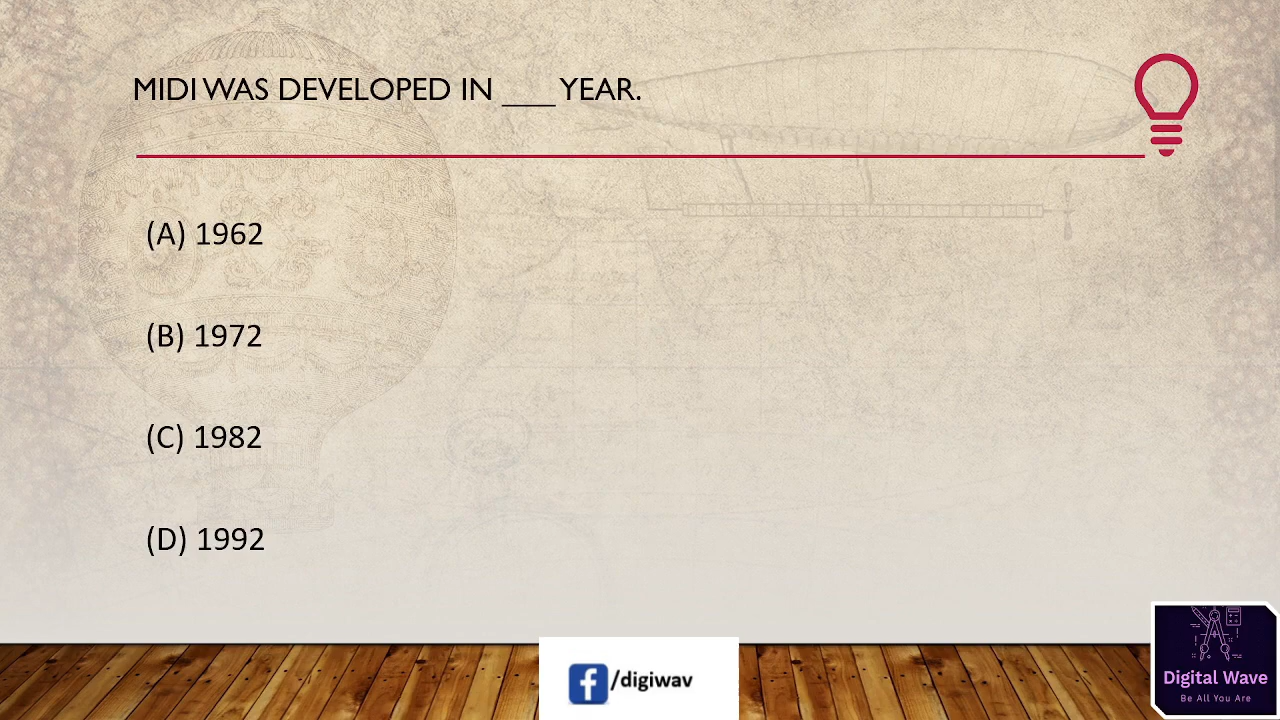 MIDI WAS DEVELOPED IN ___ YEAR.
(A) 1962
(B) 1972
(C) 1982
(D) 1992
f/digiwav
Digital Wave
Be All You Are